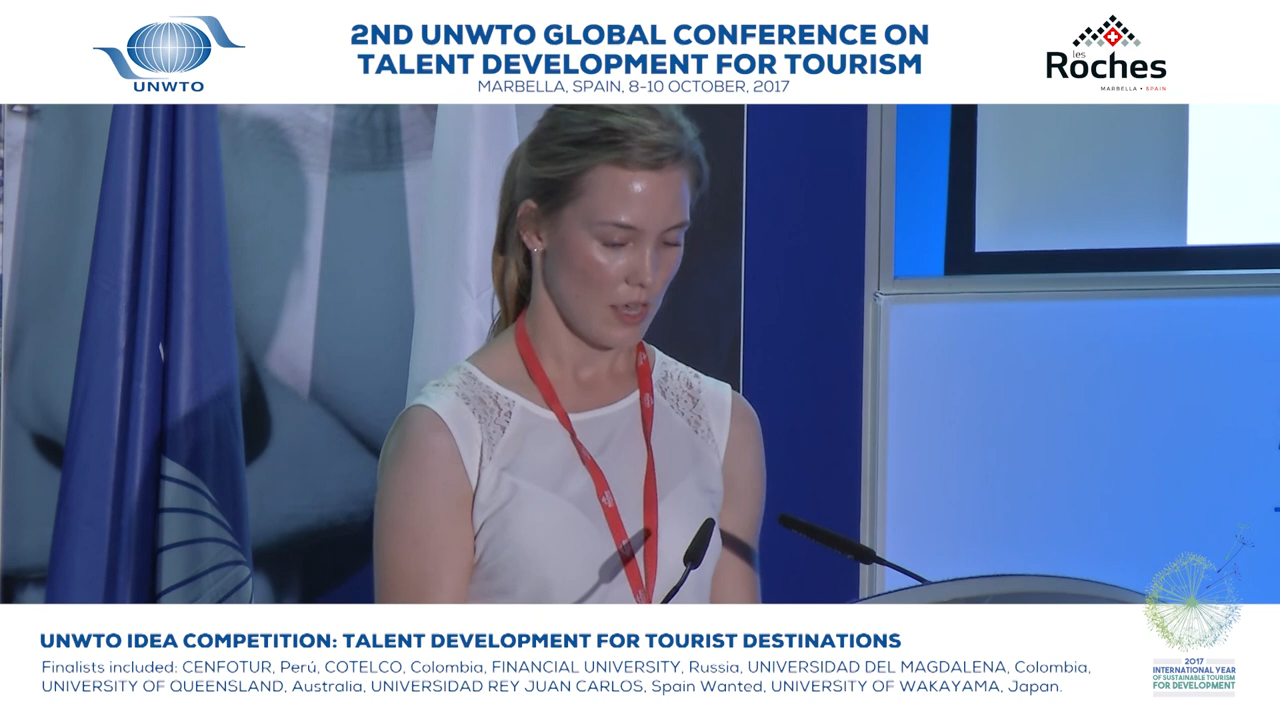 UNWTO
2ND UNWTO GLOBAL CONFERENCE ON
TALENT DEVELOPMENT FOR TOURISM
MARBELLA, SPAIN, 8-10 OCTOBER, 2017
les
Roches
MARBELLA • SPAIN
UNWTO IDEA COMPETITION: TALENT DEVELOPMENT FOR TOURIST DESTINATIONS
Finalists included: CENFOTUR, Perú, COTELCO, Colombia, FINANCIAL UNIVERSITY, Russia, UNIVERSIDAD DEL MAGDALENA, Colombia,
UNIVERSITY OF QUEENSLAND, Australia, UNIVERSIDAD REY JUAN CARLOS, Spain Wanted, UNIVERSITY OF WAKAYAMA, Japan.
2017
INTERNATIONAL YEAR
OF SUSTAINABLE TOURISM
FOR DEVELOPMENT